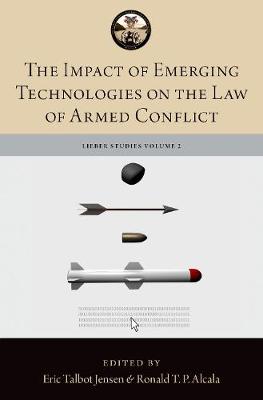 THE IMPACT OF EMERGING
TECHNOLOGIES ON THE LAW
OF ARMED CONFLICT
LIEBER STUDIES VOLUME 2
EDITED BY
Eric Talbot Jensen & Ronald T. P. Alcala